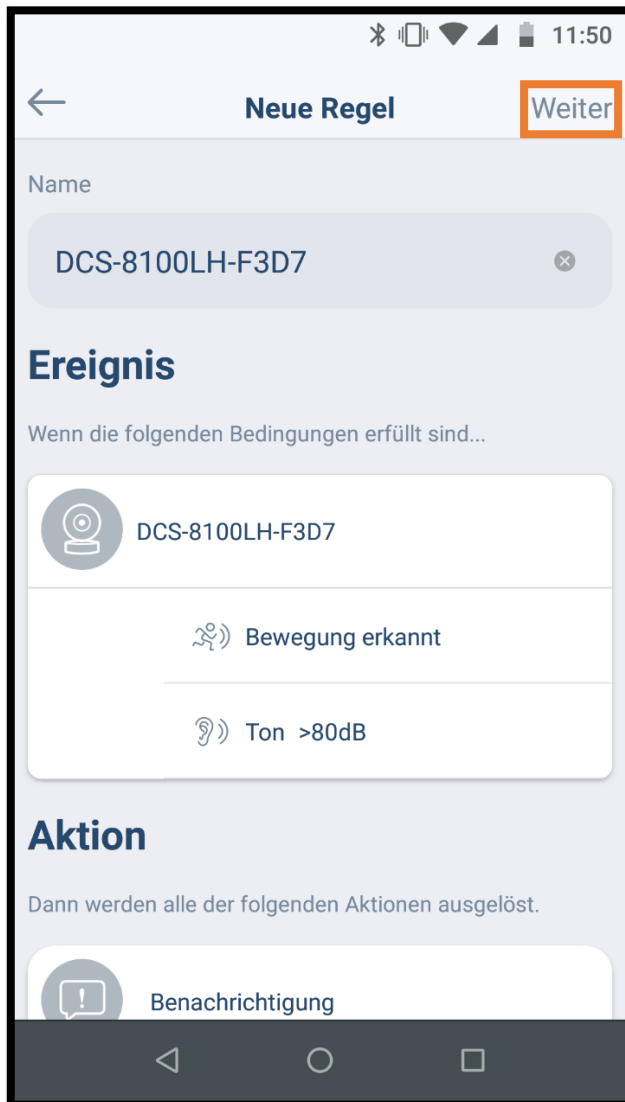 11:50
Neue Regel
Weiter
Name
DCS-8100LH-F3D7
Ereignis
Wenn die folgenden Bedingungen erfüllt sind...
DCS-8100LH-F3D7
Bewegung erkannt
Ton >80dB
Aktion
Dann werden alle der folgenden Aktionen ausgelöst.
Benachrichtigung